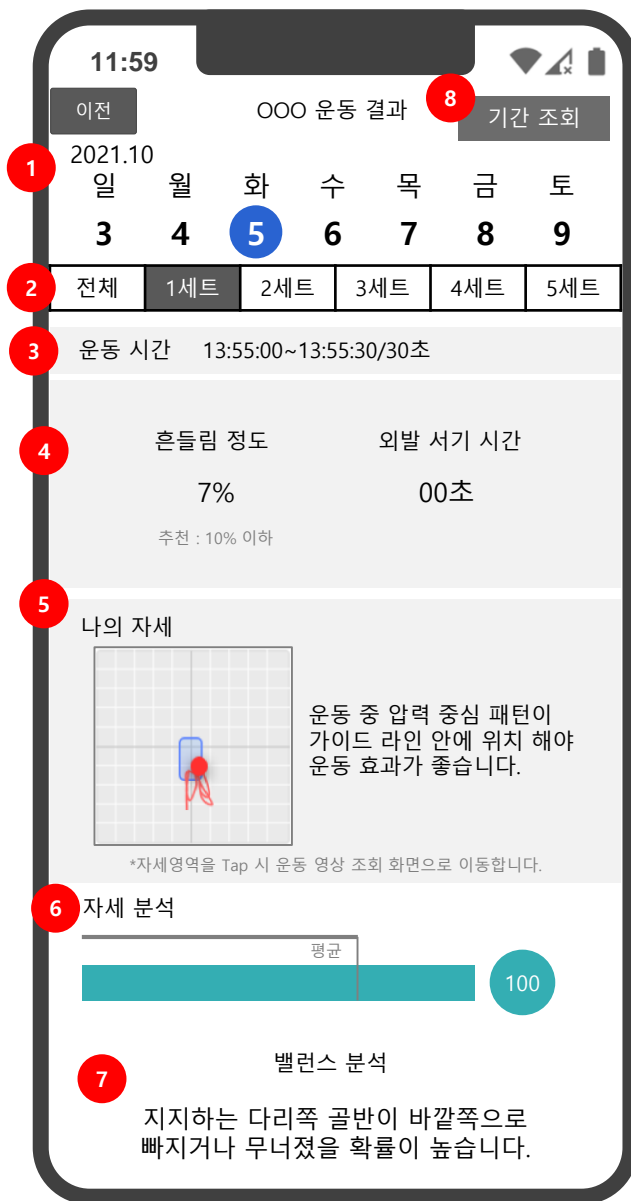 11:59
이전
OOO 운동 결과
8
기간 조회
1
2021.10
일 월 화 수 목 금 토
3 4 5 6 7 8 9
2
전체 1세트 2세트 3세트 4세트 5세트
3
운동 시간 13:55:00~13:55:30/30초
4
흔들림 정도 외발 서기 시간
7% 00초
추천 : 10% 이하
5
나의 자세
운동 중 압력 중심 패턴이
가이드 라인 안에 위치 해야
운동 효과가 좋습니다.
*자세영역을 Tap 시 운동 영상 조회 화면으로 이동합니다.
6
자세 분석
평균
100
7
밸런스 분석
지지하는 다리쪽 골반이 바깥쪽으로
빠지거나 무너졌을 확률이 높습니다.